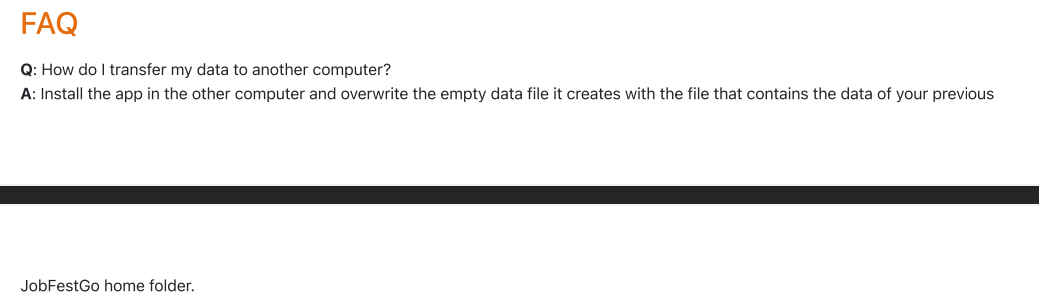 FAQ
Q: How do I transfer my data to another computer?
A: Install the app in the other computer and overwrite the empty data file it creates with the file that contains the data of your previous
JobFestGo home folder.